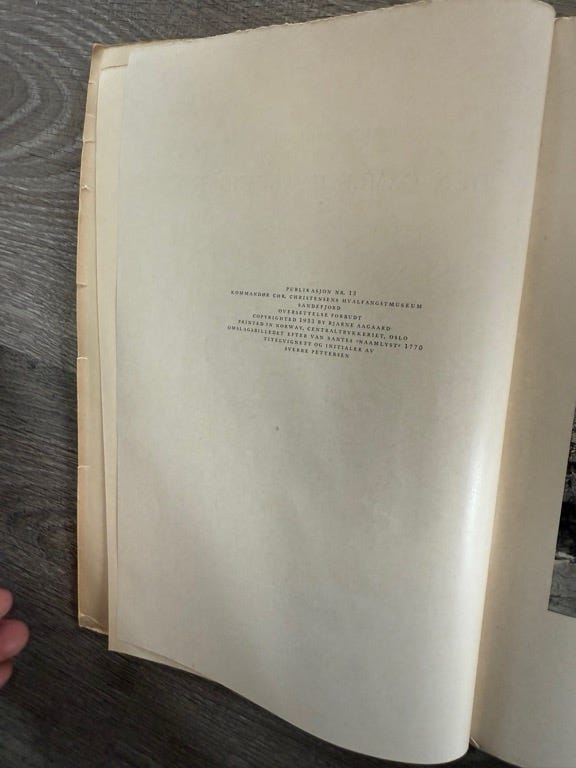 PUBLIKASJON NR. 13
KOMMANDØR CHR. CHRISTENSENS HVALFANGSTMUSEUM
SANDEFJORD
OVERSETTELSE FORBUDT
COPYRIGHTED 1933 BY BJARNE AAGAARD
PRINTED IN NORWAY, CENTRALTRYKKERIET, OSLO
OMSLAGSBILLEDET EFTER VAN SANTES »NAAMLYST« 1770
TITELVIGNETT OG INITIALER AV
SVERRE PETTERSEN